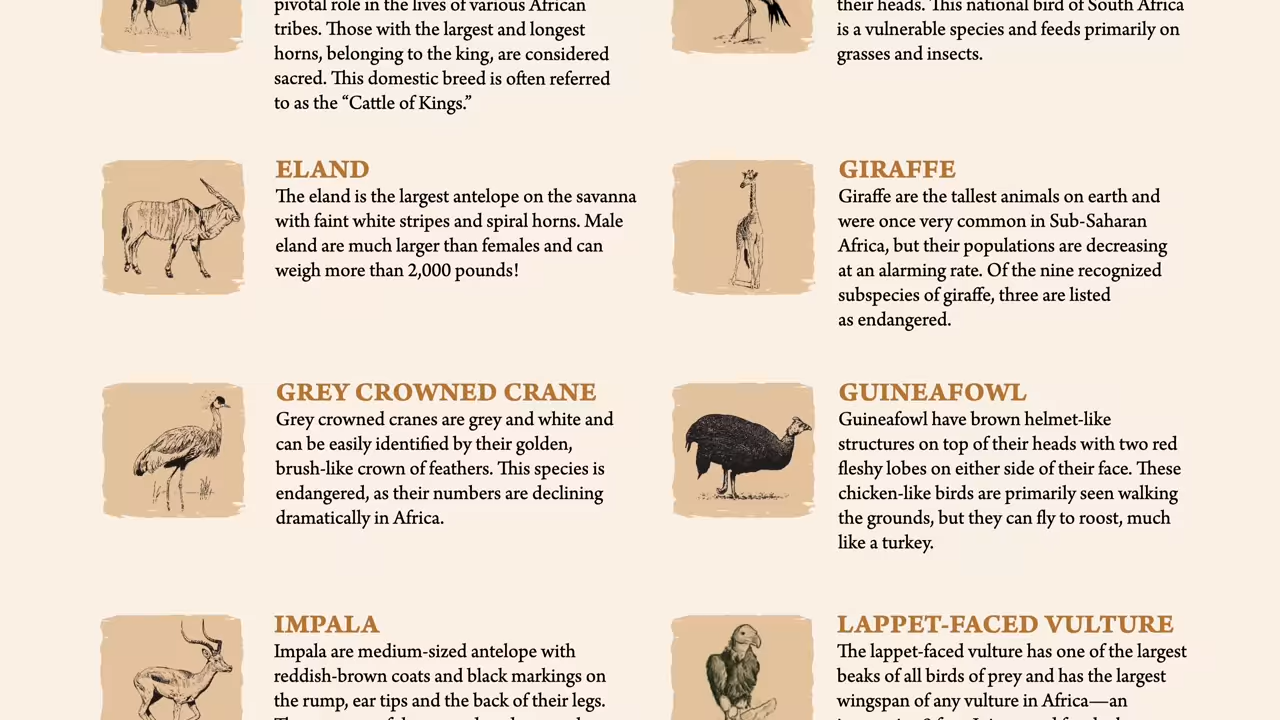 pivotal role in the lives of various African
tribes. Those with the largest and longest
horns, belonging to the king, are considered
sacred. This domestic breed is often referred
to as the “Cattle of Kings.”
their heads. This national bird of South Africa
is a vulnerable species and feeds primarily on
grasses and insects.
ELAND
The eland is the largest antelope on the savanna
with faint white stripes and spiral horns. Male
eland are much larger than females and can
weigh more than 2,000 pounds!
GIRAFFE
Giraffe are the tallest animals on earth and
were once very common in Sub-Saharan
Africa, but their populations are decreasing
at an alarming rate. Of the nine recognized
subspecies of giraffe, three are listed
as endangered.
GREY CROWNED CRANE
Grey crowned cranes are grey and white and
can be easily identified by their golden,
brush-like crown of feathers. This species is
endangered, as their numbers are declining
dramatically in Africa.
GUINEAFOWL
Guineafowl have brown helmet-like
structures on top of their heads with two red
fleshy lobes on either side of their face. These
chicken-like birds are primarily seen walking
the grounds, but they can fly to roost, much
like a turkey.
IMPALA
Impala are medium-sized antelope with
reddish-brown coats and black markings on
the rump, ear tips and the back of their legs.
LAPPET-FACED VULTURE
The lappet-faced vulture has one of the largest
beaks of all birds of prey and has the largest
wingspan of any vulture in Africa—an